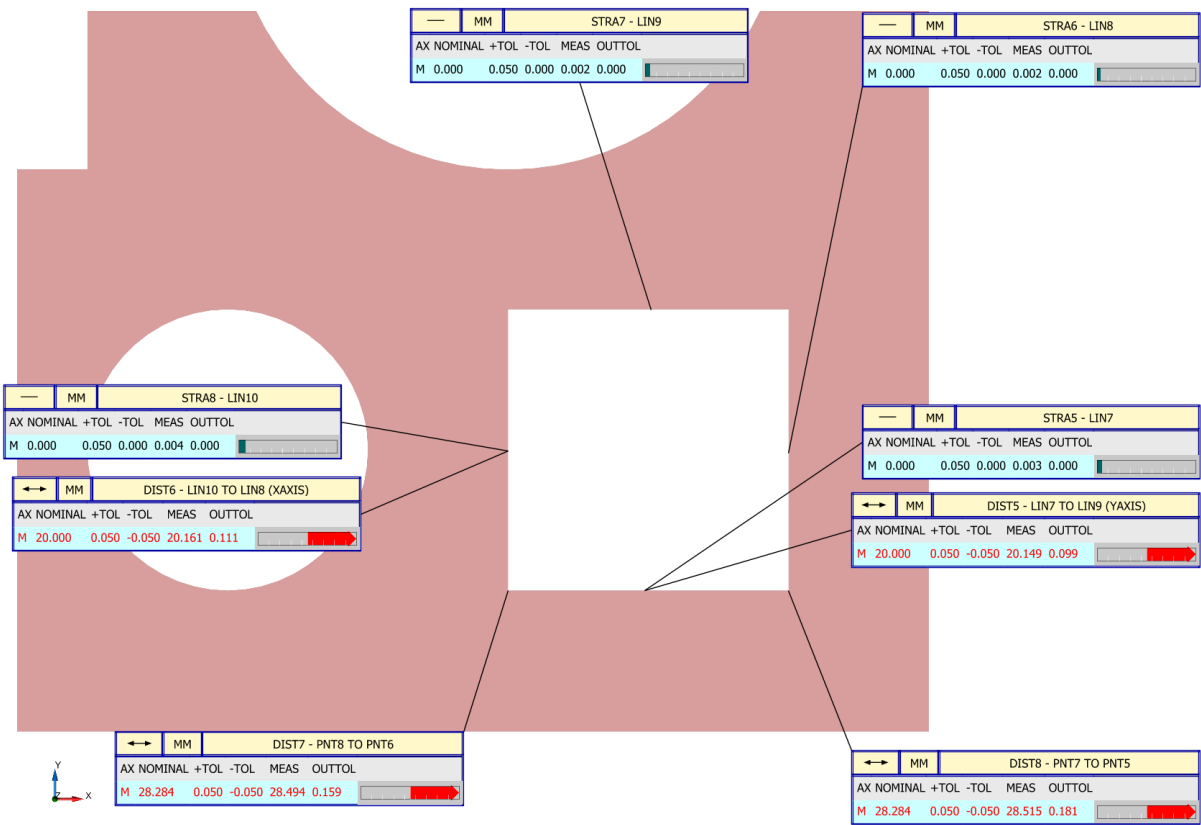 — MM STRA7 - LIN9
AX NOMINAL +TOL -TOL MEAS OUTTOL
M 0.000 0.050 0.000 0.002 0.000
— MM STRA6 - LIN8
AX NOMINAL +TOL -TOL MEAS OUTTOL
M 0.000 0.050 0.000 0.002 0.000
— MM STRA8 - LIN10
AX NOMINAL +TOL -TOL MEAS OUTTOL
M 0.000 0.050 0.000 0.004 0.000
— MM STRA5 - LIN7
AX NOMINAL +TOL -TOL MEAS OUTTOL
M 0.000 0.050 0.000 0.003 0.000
↔ MM DIST6 - LIN10 TO LIN8 (XAXIS)
AX NOMINAL +TOL -TOL MEAS OUTTOL
M 20.000 0.050 -0.050 20.161 0.111
↔ MM DIST5 - LIN7 TO LIN9 (YAXIS)
AX NOMINAL +TOL -TOL MEAS OUTTOL
M 20.000 0.050 -0.050 20.149 0.099
↔ MM DIST7 - PNT8 TO PNT6
AX NOMINAL +TOL -TOL MEAS OUTTOL
M 28.284 0.050 -0.050 28.494 0.159
↔ MM DIST8 - PNT7 TO PNT5
AX NOMINAL +TOL -TOL MEAS OUTTOL
M 28.284 0.050 -0.050 28.515 0.181
Y
Z X